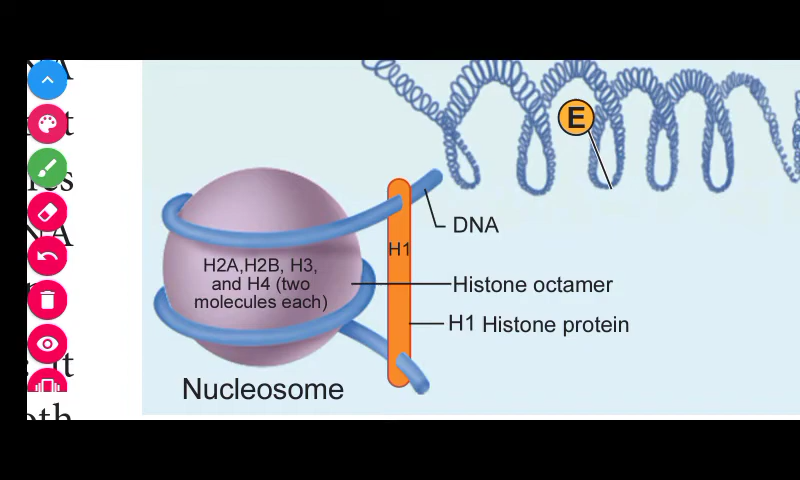 E
DNA
H1
H2A,H2B, H3,
and H4 (two
molecules each)
Histone octamer
H1 Histone protein
Nucleosome